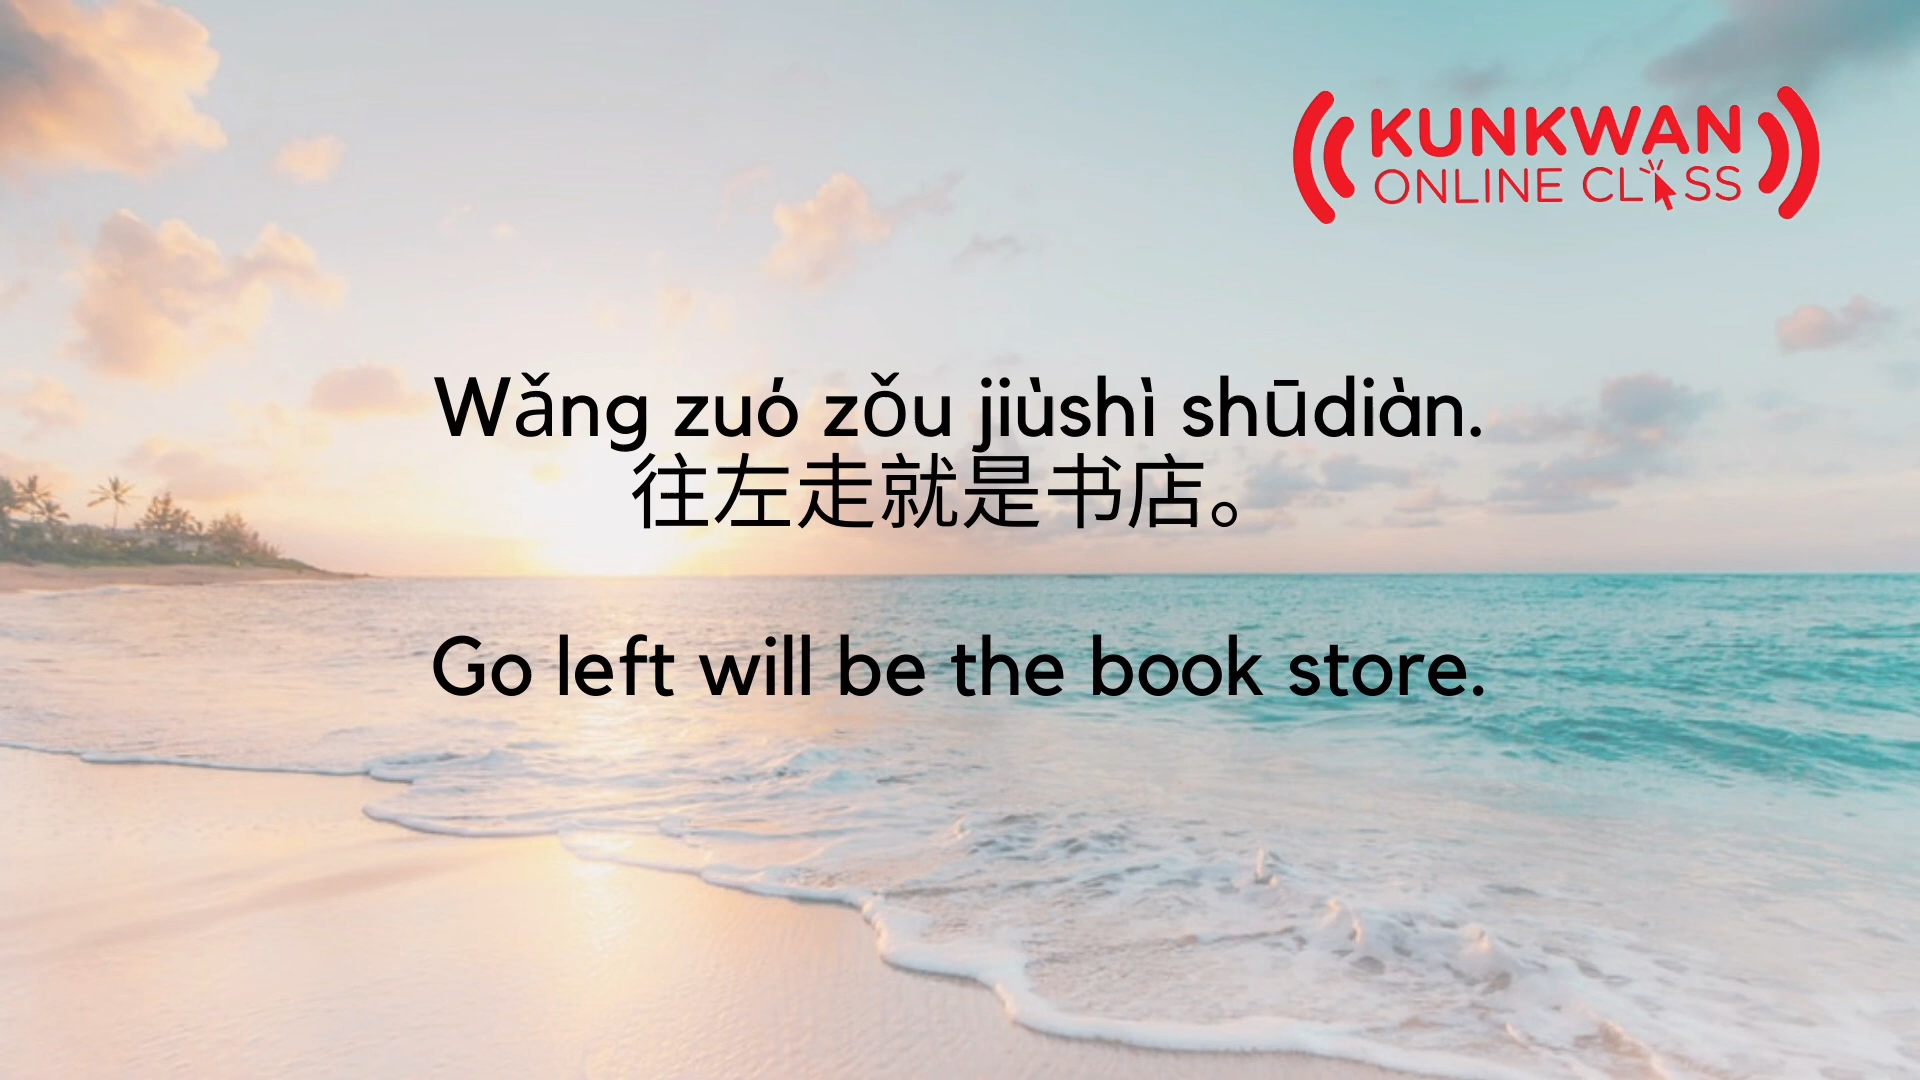 KUNKWAN
ONLINE CLASS
Wǎng zuó zǒu jiùshì shūdiàn.
往左走就是书店。
Go left will be the book store.